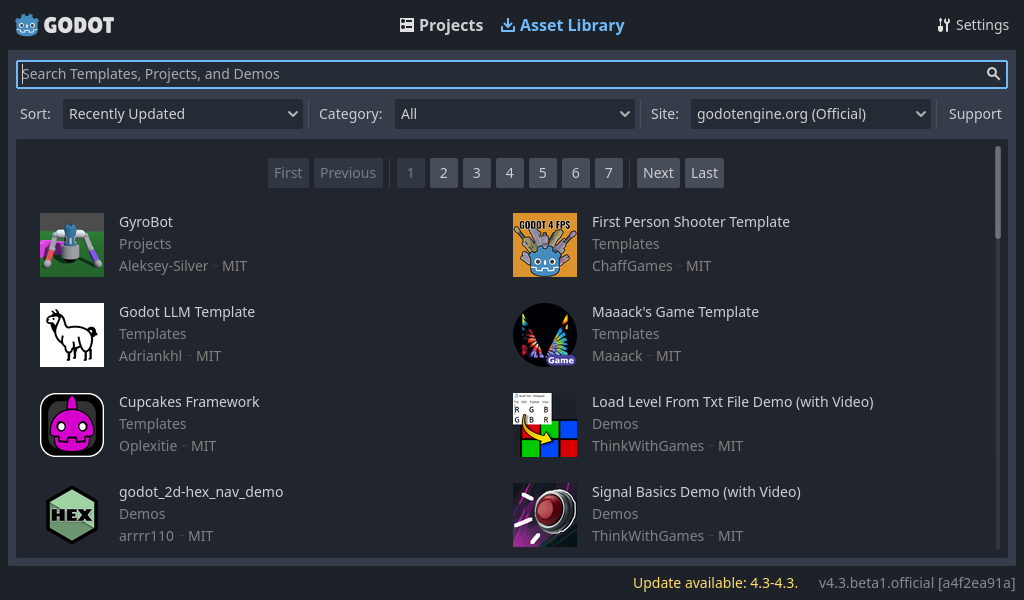 GODOT
Projects
Asset Library
Settings
Search Templates, Projects, and Demos
Sort: Recently Updated Category: All Site: godotengine.org (Official) Support
First Previous 1 2 3 4 5 6 7 Next Last
GyroBot
Projects
Aleksey-Silver - MIT
GODOT 4 FPS
First Person Shooter Template
Templates
ChaffGames - MIT
Godot LLM Template
Templates
Adriankhl - MIT
Game
Maaack's Game Template
Templates
Maaack - MIT
Cupcakes Framework
Templates
Oplexitie - MIT
R G B
G B R
Load Level From Txt File Demo (with Video)
Demos
ThinkWithGames - MIT
HEX
godot_2d-hex_nav_demo
Demos
arrrr110 - MIT
Signal Basics Demo (with Video)
Demos
ThinkWithGames - MIT
Update available: 4.3-4.3. v4.3.beta1.official [a4f2ea91a]